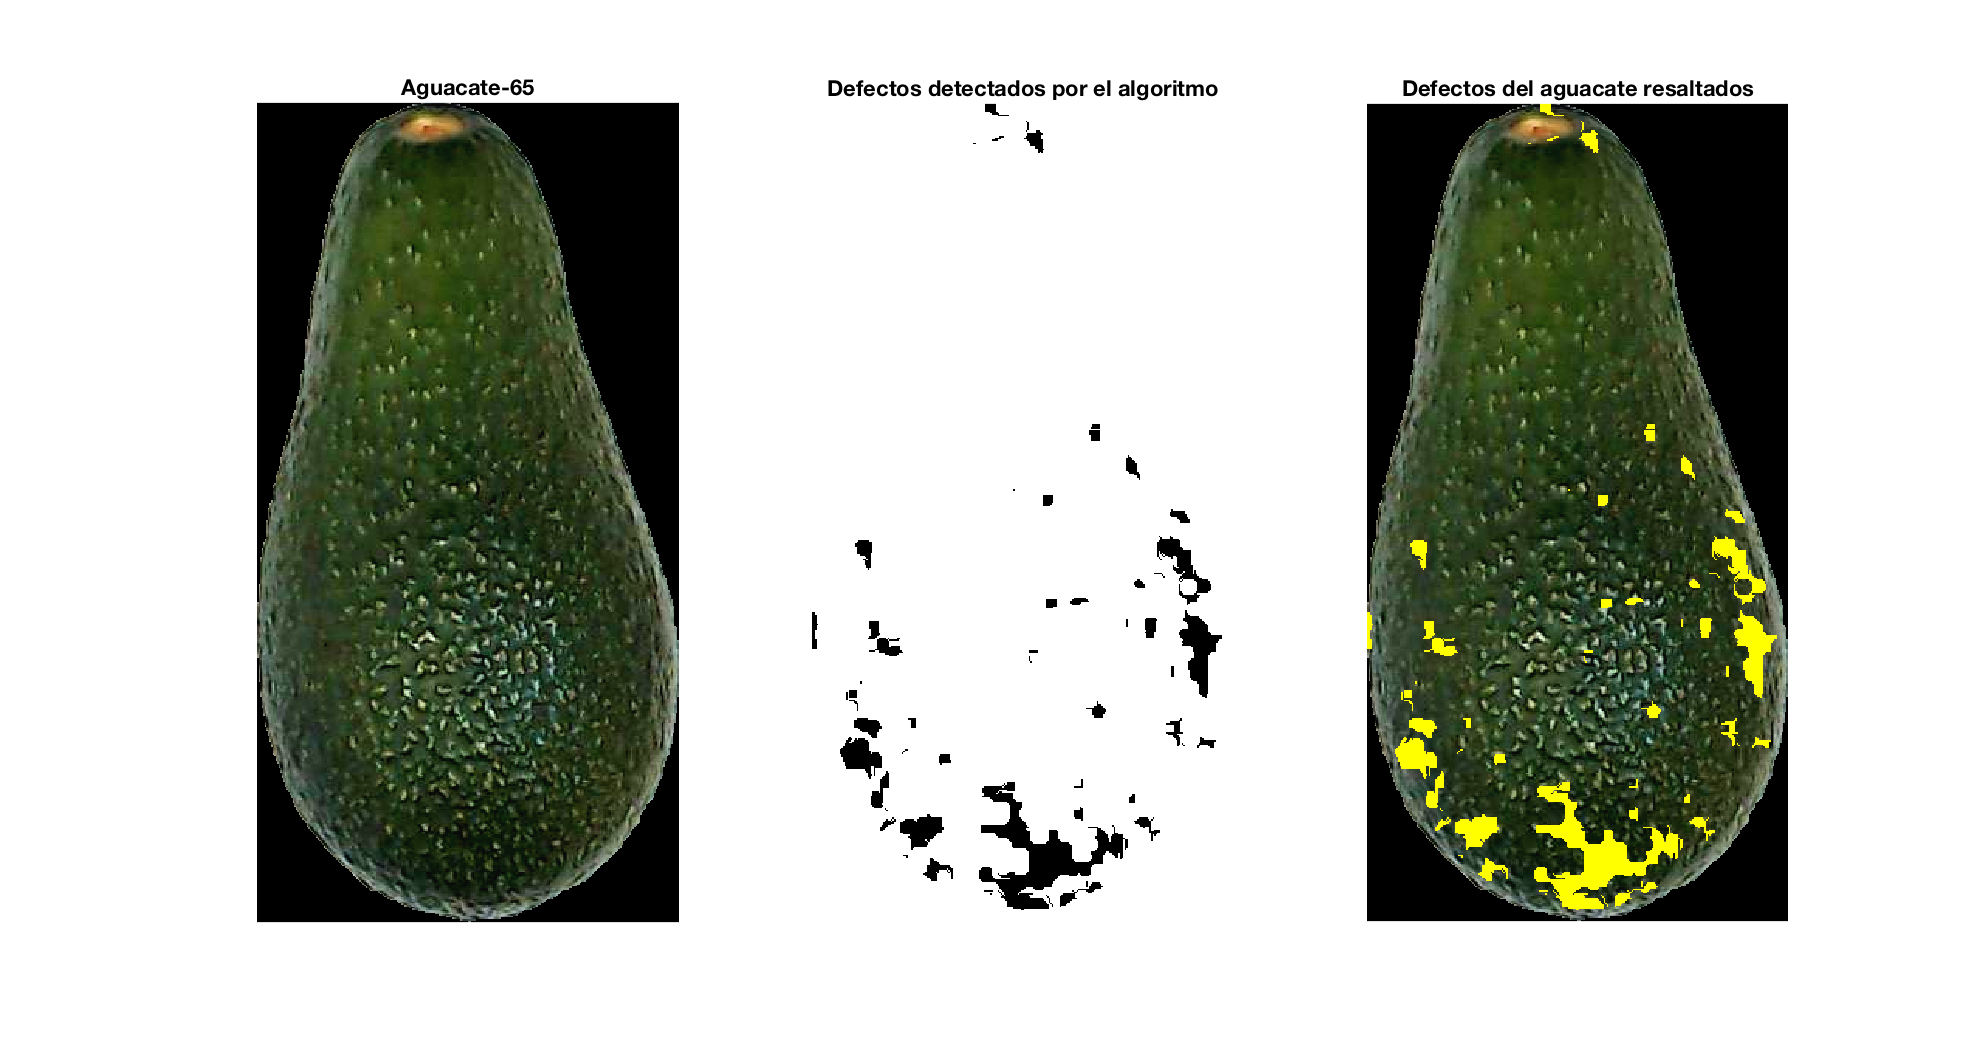 Aguacate-65
Defectos detectados por el algoritmo
Defectos del aguacate resaltados